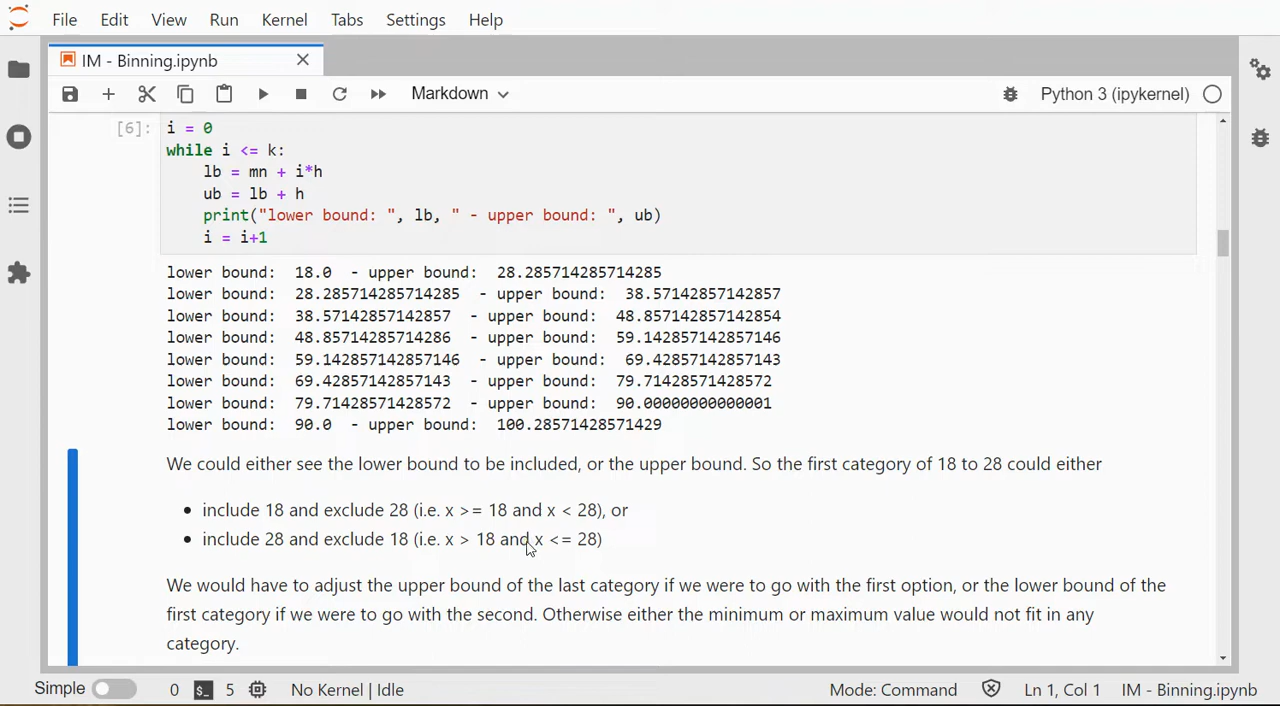 File Edit View Run Kernel Tabs Settings Help
IM - Binning.ipynb
Markdown
Python 3 (ipykernel)
[6]: i = 0
while i <= k:
lb = mn + i*h
ub = lb + h
print("lower bound: ", lb, " - upper bound: ", ub)
i = i+1
lower bound:  18.0  - upper bound:  28.285714285714285
lower bound:  28.285714285714285  - upper bound:  38.57142857142857
lower bound:  38.57142857142857  - upper bound:  48.857142857142854
lower bound:  48.85714285714286  - upper bound:  59.142857142857146
lower bound:  59.142857142857146  - upper bound:  69.42857142857143
lower bound:  69.42857142857143  - upper bound:  79.71428571428572
lower bound:  79.71428571428572  - upper bound:  90.00000000000001
lower bound:  90.0  - upper bound:  100.28571428571429
We could either see the lower bound to be included, or the upper bound. So the first category of 18 to 28 could either
• include 18 and exclude 28 (i.e. x >= 18 and x < 28), or
• include 28 and exclude 18 (i.e. x > 18 and x <= 28)
We would have to adjust the upper bound of the last category if we were to go with the first option, or the lower bound of the
first category if we were to go with the second. Otherwise either the minimum or maximum value would not fit in any
category.
Simple 0 5 No Kernel | Idle Mode: Command Ln 1, Col 1 IM - Binning.ipynb